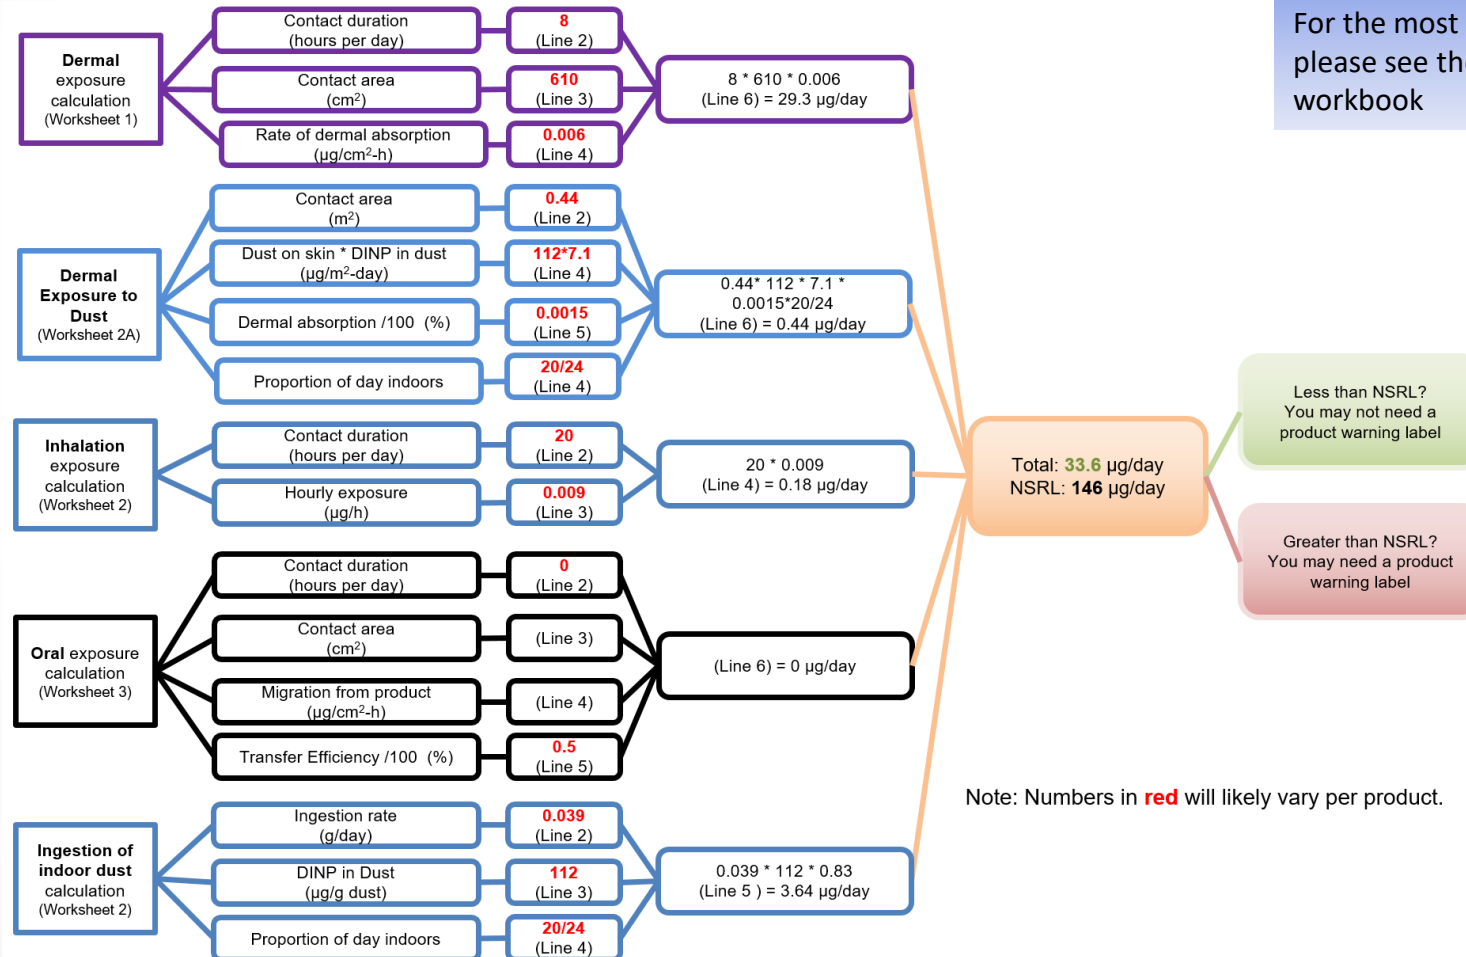 For the most
please see th
workbook
Dermal
exposure
calculation
(Worksheet 1)
Contact duration
(hours per day)
8
(Line 2)
Contact area
(cm²)
610
(Line 3)
Rate of dermal absorption
(µg/cm²-h)
0.006
(Line 4)
8 * 610 * 0.006
(Line 6) = 29.3 µg/day
Dermal
Exposure to
Dust
(Worksheet 2A)
Contact area
(m²)
0.44
(Line 2)
Dust on skin * DINP in dust
(µg/m²-day)
112*7.1
(Line 4)
Dermal absorption /100 (%)
0.0015
(Line 5)
Proportion of day indoors
20/24
(Line 4)
0.44* 112 * 7.1 *
0.0015*20/24
(Line 6) = 0.44 µg/day
Inhalation
exposure
calculation
(Worksheet 2)
Contact duration
(hours per day)
20
(Line 2)
Hourly exposure
(µg/h)
0.009
(Line 3)
20 * 0.009
(Line 4) = 0.18 µg/day
Oral exposure
calculation
(Worksheet 3)
Contact duration
(hours per day)
0
(Line 2)
Contact area
(cm²)
(Line 3)
Migration from product
(µg/cm²-h)
(Line 4)
Transfer Efficiency /100 (%)
0.5
(Line 5)
(Line 6) = 0 µg/day
Ingestion of
indoor dust
calculation
(Worksheet 2)
Ingestion rate
(g/day)
0.039
(Line 2)
DINP in Dust
(µg/g dust)
112
(Line 3)
Proportion of day indoors
20/24
(Line 4)
0.039 * 112 * 0.83
(Line 5 ) = 3.64 µg/day
Total: 33.6 µg/day
NSRL: 146 µg/day
Less than NSRL?
You may not need a
product warning label
Greater than NSRL?
You may need a product
warning label
Note: Numbers in red will likely vary per product.